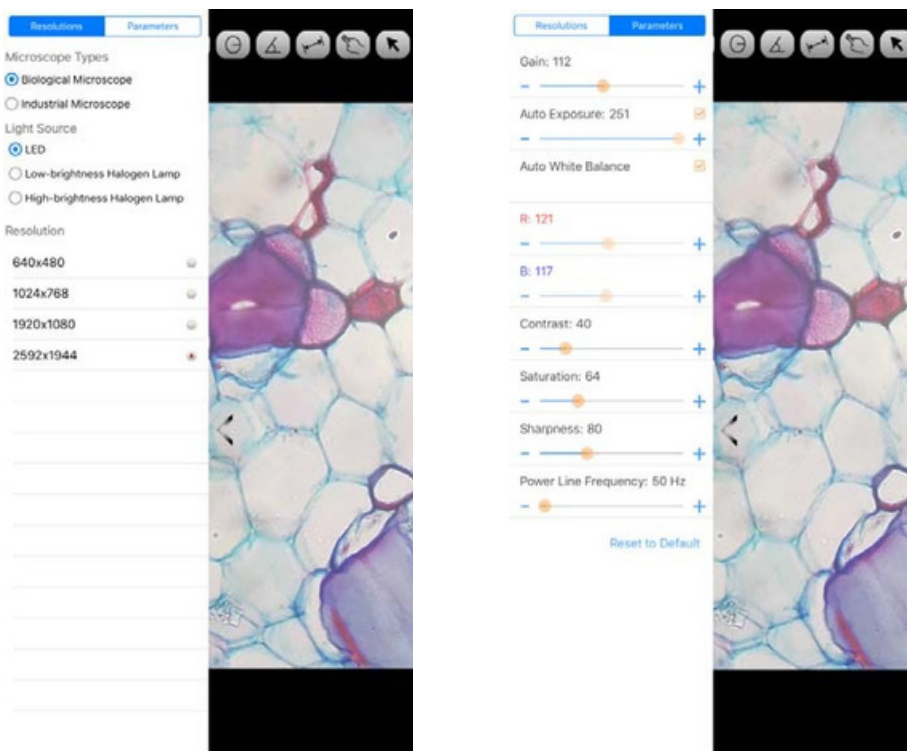 Resolutions Parameters
Microscope Types
Biological Microscope
Industrial Microscope
Light Source
LED
Low-brightness Halogen Lamp
High-brightness Halogen Lamp
Resolution
640x480
1024x768
1920x1080
2592x1944
Resolutions Parameters
Gain: 112
- +
Auto Exposure: 251
- +
Auto White Balance
R: 121
- +
B: 117
- +
Contrast: 40
- +
Saturation: 64
- +
Sharpness: 80
- +
Power Line Frequency: 50 Hz
- +
Reset to Default